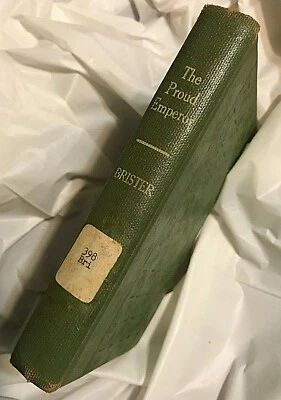 The
Proud
Emperor
BRISTER
398
Bri